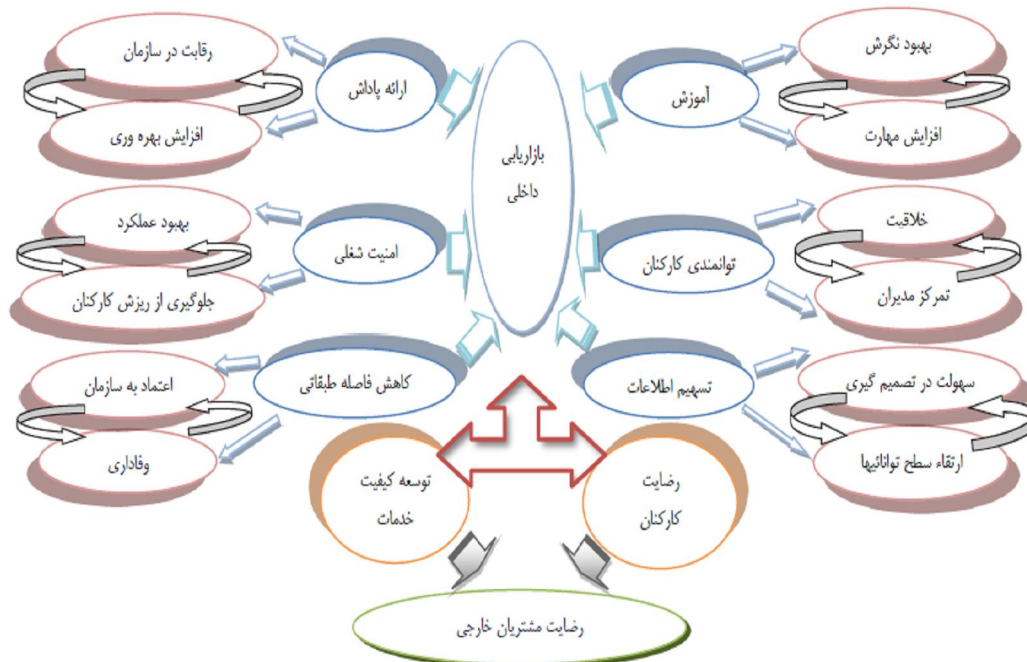 بهبود نگرش
رقابت در سازمان
آموزش
ارائه پاداش
افزایش مهارت
افزایش بهره وری
بازاریابی
داخلی
خلاقیت
بهبود عملکرد
توانمندی کارکنان
امنیت شغلی
تمرکز مدیران
جلوگیری از ریزش کارکنان
سهولت در تصمیم گیری
تسهیم اطلاعات
کاهش فاصله طبقاتی
اعتماد به سازمان
ارتقاء سطح توانائیها
وفاداری
رضایت
کارکنان
توسعه کیفیت
خدمات
رضایت مشتریان خارجی